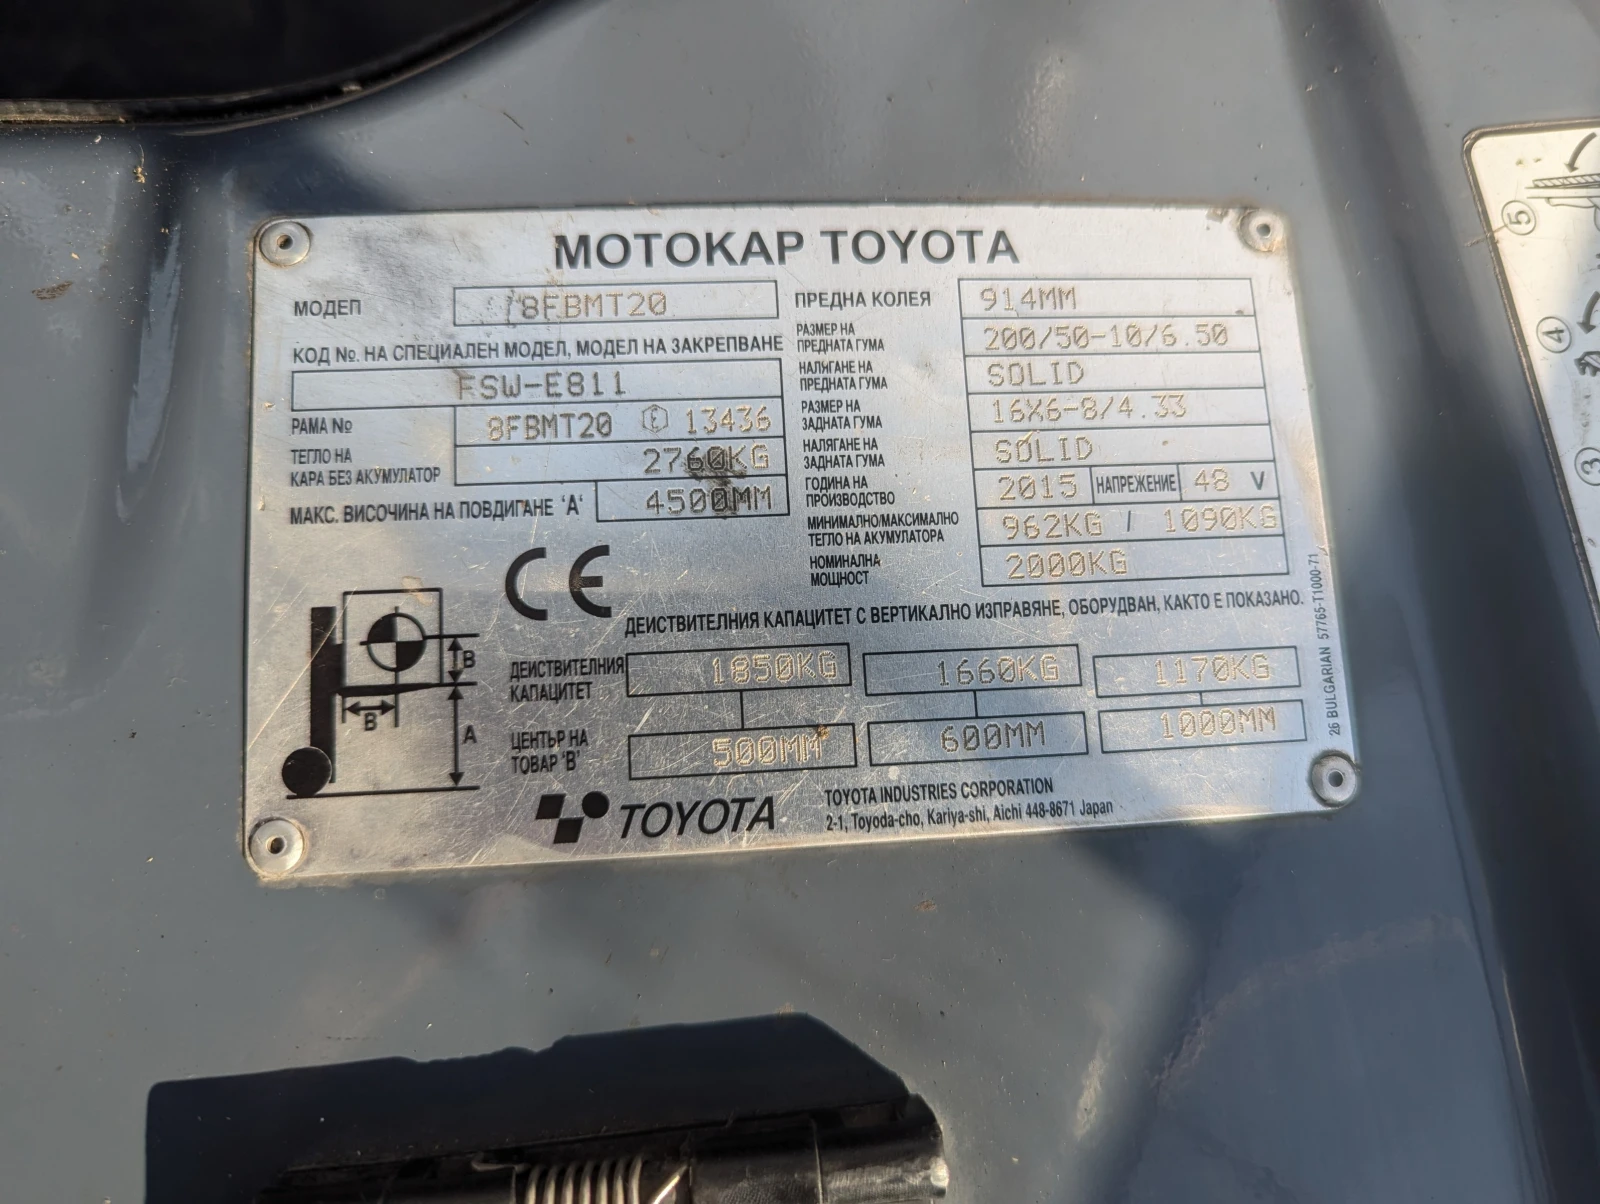 МОТОКАР TOYOTA
МОДЕЛ 8FBMT20
КОД №. НА СПЕЦИАЛЕН МОДЕЛ, МОДЕЛ НА ЗАКРЕПВАНЕ
FSW-E811
РАМА № 8FBMT20 E 13436
ТЕГЛО НА
КАРА БЕЗ АКУМУЛАТОР 2760KG
МАКС. ВИСОЧИНА НА ПОВДИГАНЕ 'А' 4500MM
ПРЕДНА КОЛЕЯ 914MM
РАЗМЕР НА
ПРЕДНАТА ГУМА 200/50-10/6.50
НАЛЯГАНЕ НА
ПРЕДНАТА ГУМА SOLID
РАЗМЕР НА
ЗАДНАТА ГУМА 16X6-8/4.33
НАЛЯГАНЕ НА
ЗАДНАТА ГУМА SOLID
ГОДИНА НА
ПРОИЗВОДСТВО 2015 НАПРЕЖЕНИЕ 48 V
МИНИМАЛНО/МАКСИМАЛНО
ТЕГЛО НА АКУМУЛАТОРА 962KG / 1090KG
НОМИНАЛНА
МОЩНОСТ 2000KG
CE
ДЕИСТВИТЕЛНИЯ КАПАЦИТЕТ С ВЕРТИКАЛНО ИЗПРАВЯНЕ, ОБОРУДВАН, КАКТО Е ПОКАЗАНО.
B
B
A
ДЕИСТВИТЕЛНИЯ
КАПАЦИТЕТ 1850KG 1660KG 1170KG
ЦЕНТЪР НА
ТОВАР 'В' 500MM 600MM 1000MM
TOYOTA
TOYOTA INDUSTRIES CORPORATION
2-1, Toyoda-cho, Kariya-shi, Aichi 448-8671 Japan
26 BULGARIAN 57765-T1000-71
5
4
3